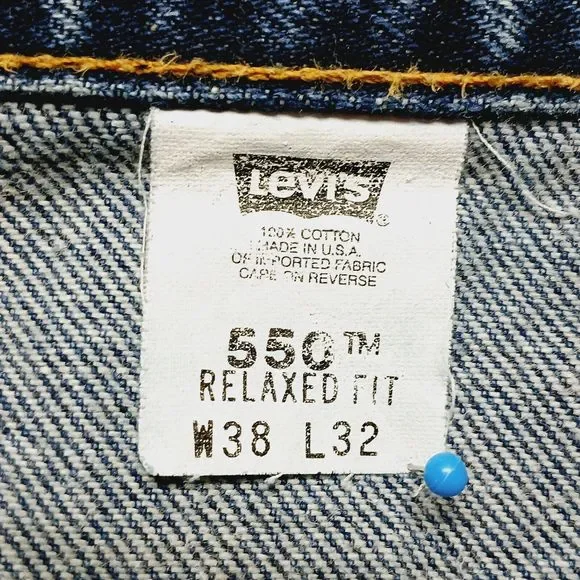 Levi's®
100% COTTON
MADE IN U.S.A.
OF IMPORTED FABRIC
CARE ON REVERSE
550™
RELAXED FIT
W38 L32